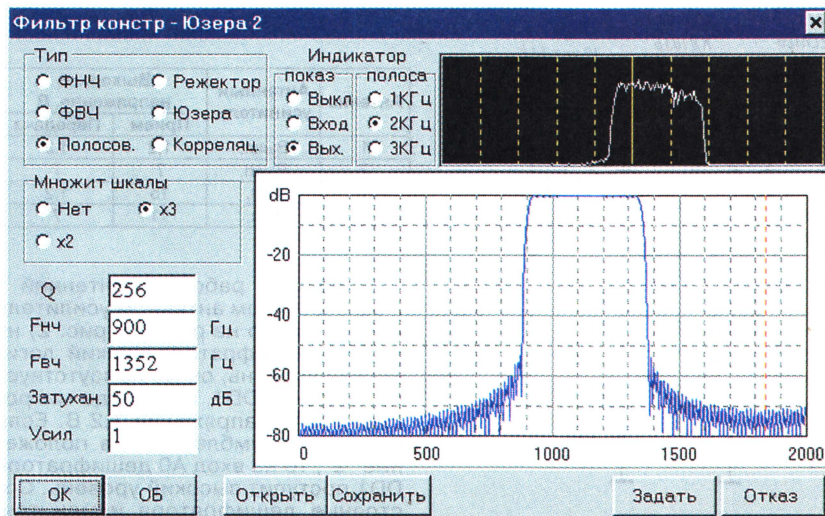 Фильтр констр - Юзера 2
Тип
ФНЧ
Режектор
ФВЧ
Юзера
Полосов.
Корреляц.
Индикатор
показ
Выкл
Вход
Вых.
полоса
1КГц
2КГц
3КГц
Множит шкалы
Нет
x3
x2
Q 256
Fнч 900 Гц
Fвч 1352 Гц
Затухан. 50 дБ
Усил 1
dB
-20
-40
-60
-80
0 500 1000 1500 2000
ОК
ОБ
Открыть
Сохранить
Задать
Отказ